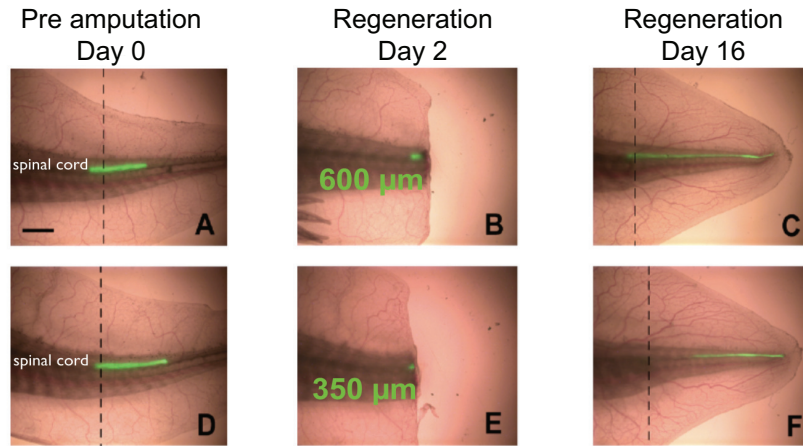 Pre amputation
Day 0
Regeneration
Day 2
Regeneration
Day 16
spinal cord
A
600 μm
B
C
spinal cord
D
350 μm
E
F